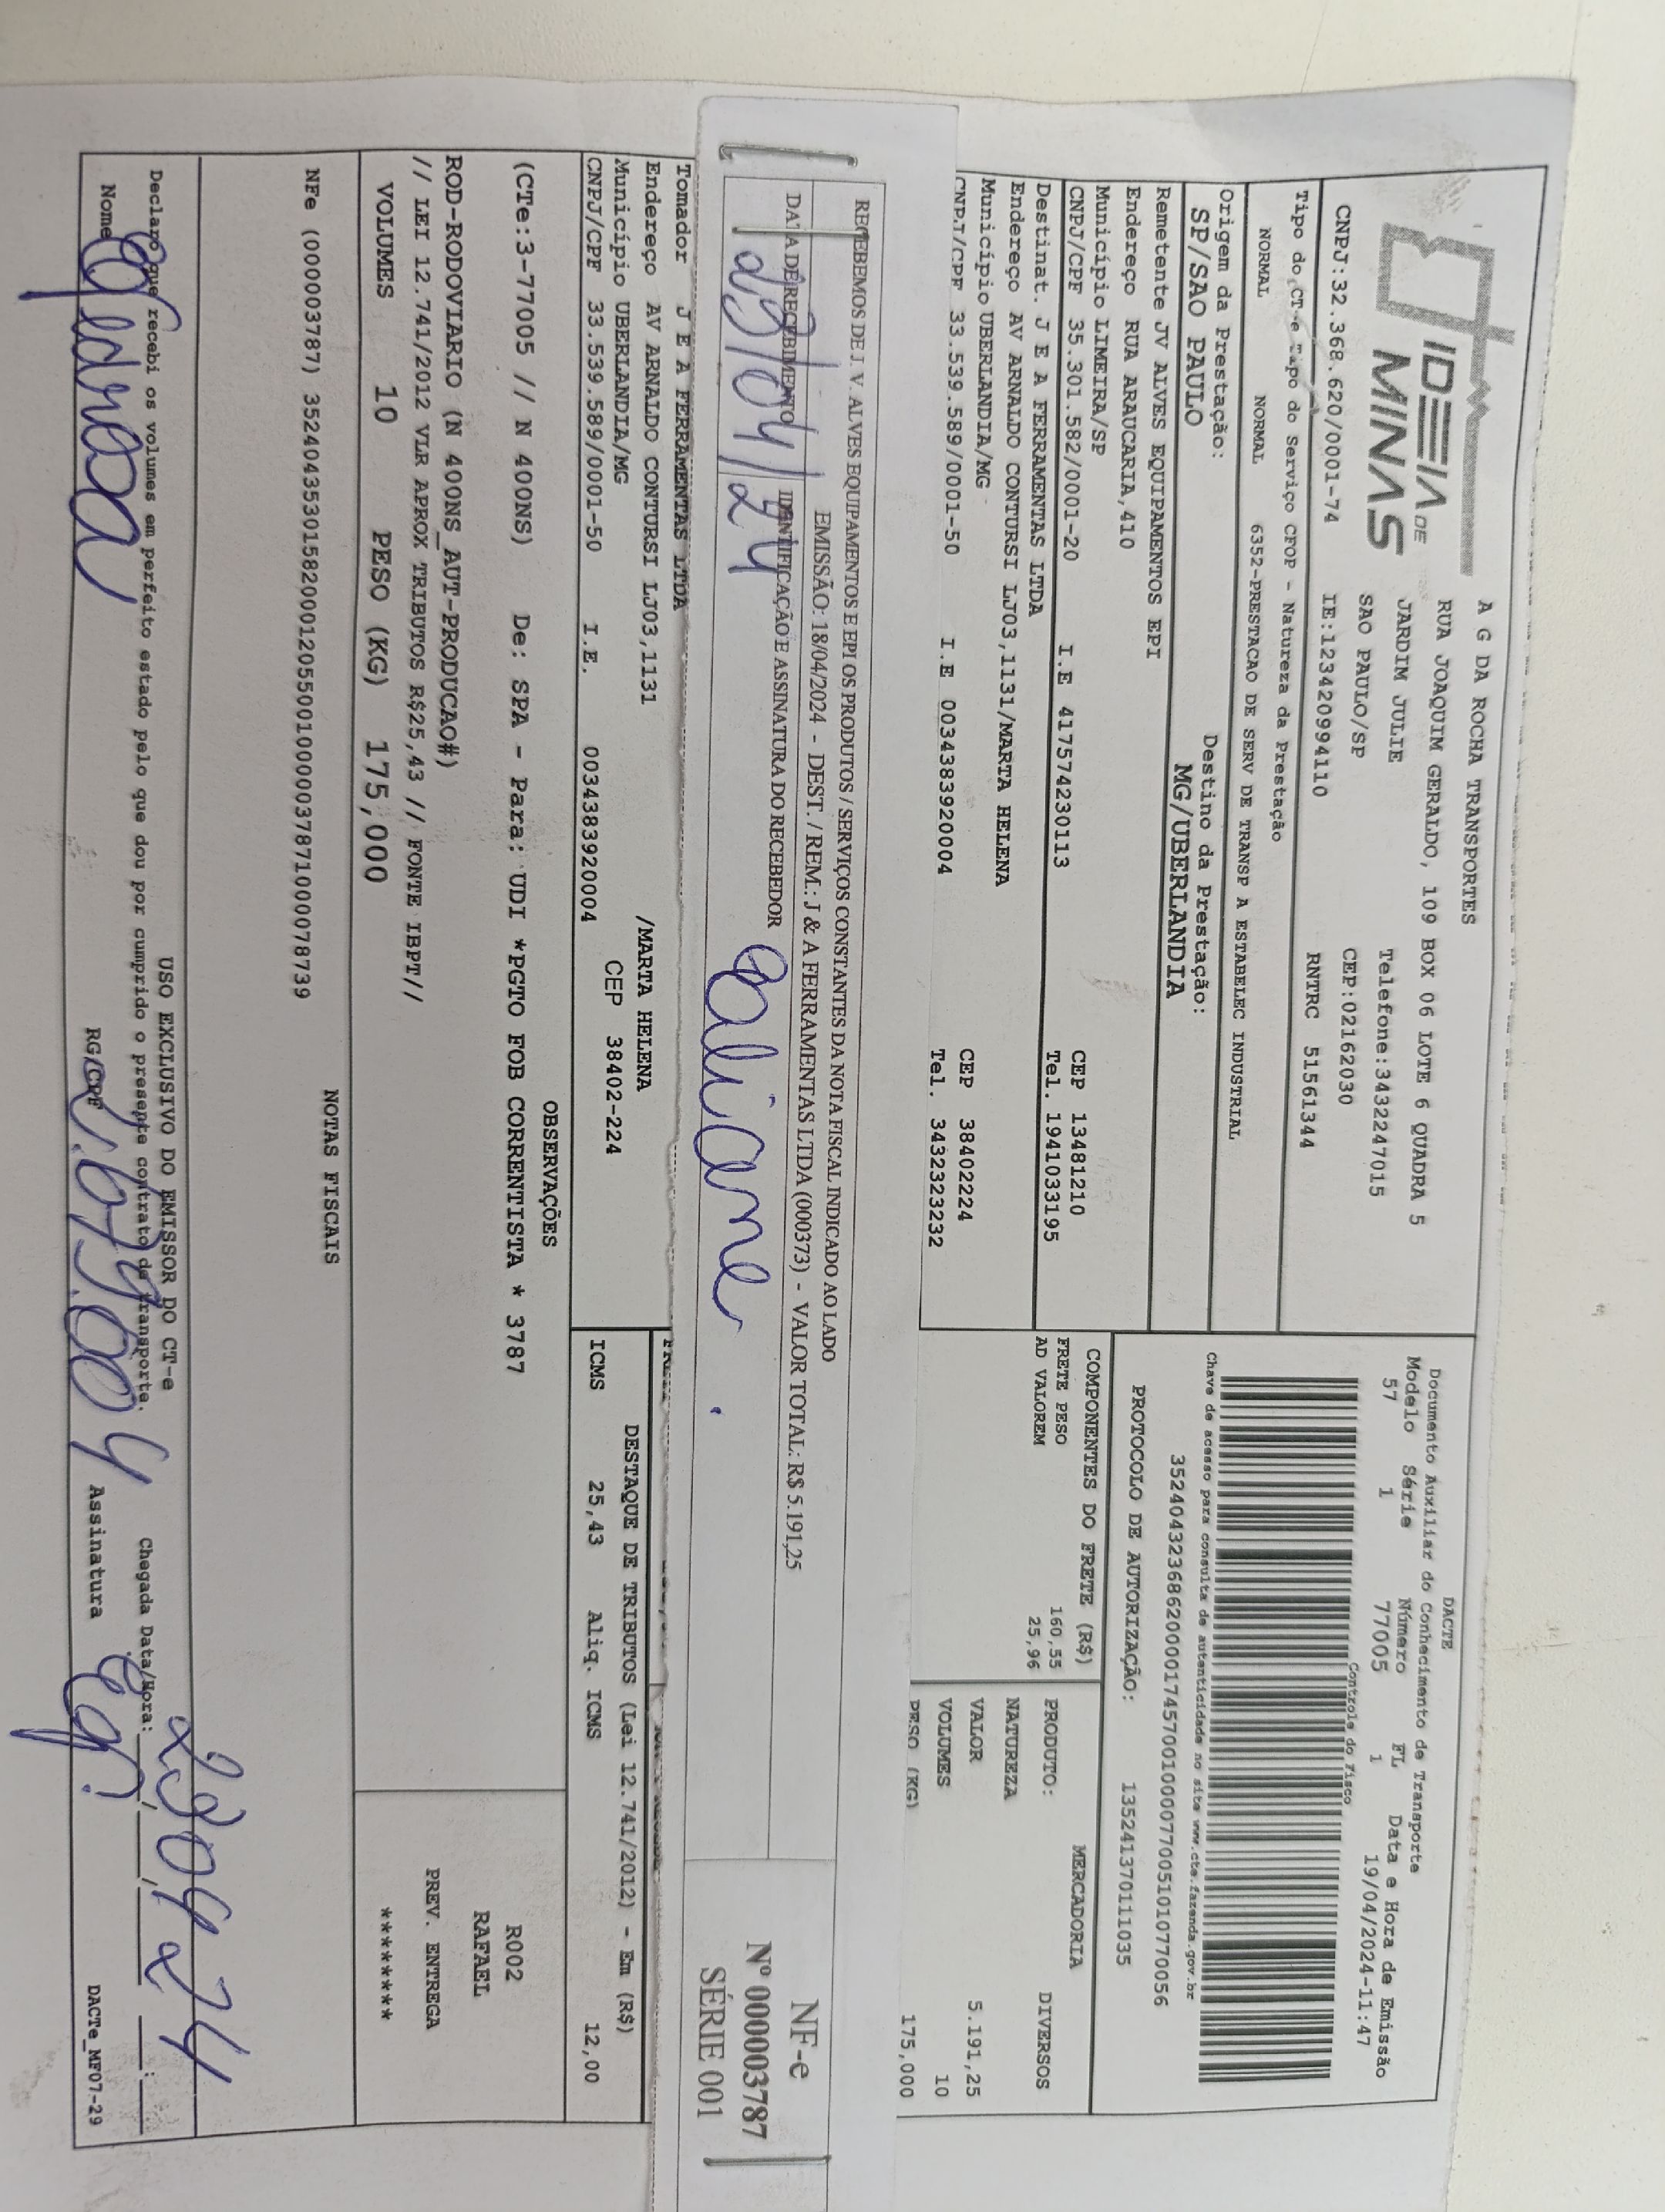 IDEIA DE
MINAS
A G DA ROCHA TRANSPORTES
RUA JOAQUIM GERALDO, 109 BOX 06 LOTE 6 QUADRA 5
JARDIM JULIE Telefone:3432247015
SAO PAULO/SP CEP:02162030
CNPJ:32.368.620/0001-74 IE:123420994110 RNTRC 51561344
Tipo do CT-e Tipo do Serviço CFOP - Natureza da Prestação
NORMAL NORMAL 6352-PRESTACAO DE SERV DE TRANSP A ESTABELEC INDUSTRIAL
Origem da Prestação: Destino da Prestação:
SP/SAO PAULO MG/UBERLANDIA
Remetente JV ALVES EQUIPAMENTOS EPI
Endereço RUA ARAUCARIA,410
Município LIMEIRA/SP CEP 13481210
CNPJ/CPF 35.301.582/0001-20 I.E 417574230113 Tel. 1941033195
Destinat. J E A FERRAMENTAS LTDA
Endereço AV ARNALDO CONTURSI LJ03,1131/MARTA HELENA
Município UBERLANDIA/MG CEP 38402224
CNPJ/CPF 33.539.589/0001-50 I.E 0034383920004 Tel. 3432323232
DACTE
Documento Auxiliar do Conhecimento de Transporte
Modelo Série Número FL Data e Hora de Emissão
57 1 77005 1 19/04/2024-11:47
Controle do Fisco
Chave de acesso para consulta de autenticidade no site www.cte.fazenda.gov.br
35240432368620000174570010000770051010770056
PROTOCOLO DE AUTORIZAÇÃO: 135241370111035
COMPONENTES DO FRETE (R$)
FRETE PESO 160,55
AD VALOREM 25,96
MERCADORIA
PRODUTO: DIVERSOS
NATUREZA
VALOR 5.191,25
VOLUMES 10
PESO (KG) 175,000
RECEBEMOS DE J. V. ALVES EQUIPAMENTOS E EPI OS PRODUTOS / SERVIÇOS CONSTANTES DA NOTA FISCAL INDICADO AO LADO
EMISSÃO: 18/04/2024 - DEST. / REM.: J & A FERRAMENTAS LTDA (000373) - VALOR TOTAL: R$ 5.191,25
DATA DE RECEBIMENTO IDENTIFICAÇÃO E ASSINATURA DO RECEBEDOR
23/04/24
NF-e
Nº 000003787
SÉRIE 001
Tomador J E A FERRAMENTAS LTDA
Endereço AV ARNALDO CONTURSI LJ03,1131 /MARTA HELENA
Município UBERLANDIA/MG CEP 38402-224
CNPJ/CPF 33.539.589/0001-50 I.E. 0034383920004
DESTAQUE DE TRIBUTOS (Lei 12.741/2012) - Em (R$)
ICMS 25,43 Aliq. ICMS 12,00
OBSERVAÇÕES
(CTe:3-77005 // N 400NS) De: SPA - Para: UDI *PGTO FOB CORRENTISTA * 3787
ROD-RODOVIARIO (N 400NS_AUT-PRODUCAO#)
// LEI 12.741/2012 VLR APROX TRIBUTOS R$25,43 // FONTE IBPT//
R002
RAFAEL
PREV. ENTREGA
********
VOLUMES 10 PESO (KG) 175,000
NOTAS FISCAIS
NFe (000003787) 35240435301582000120550010000037871000078739
USO EXCLUSIVO DO EMISSOR DO CT-e
Declaro que recebi os volumes em perfeito estado pelo que dou por cumprido o presente contrato de transporte.
Chegada Data/Hora: 23 04 24
Nome RG/CPF Assinatura
DACTe_MF07-29